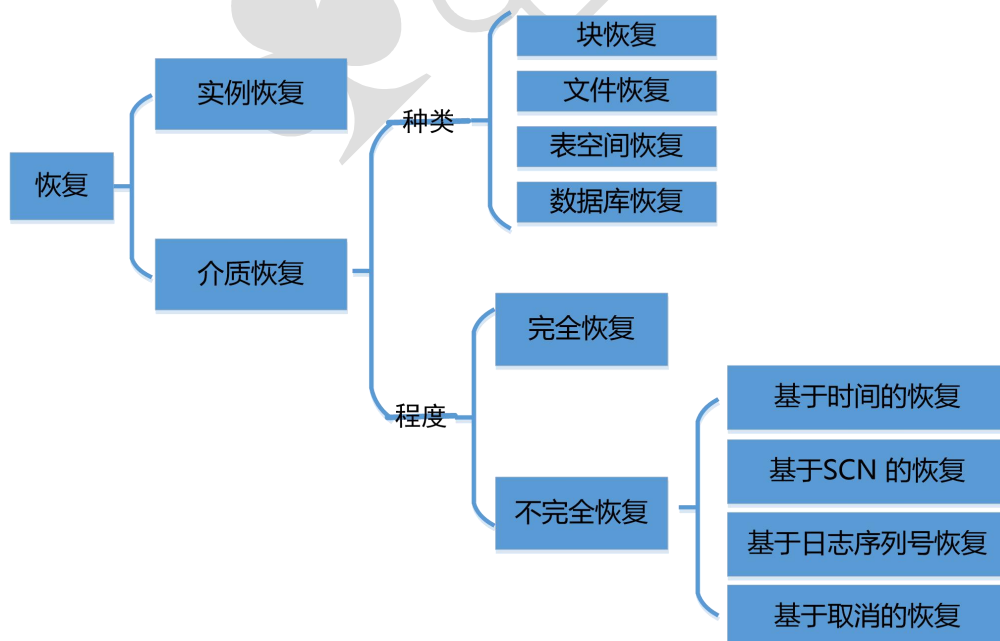 恢复
实例恢复
介质恢复
种类
块恢复
文件恢复
表空间恢复
数据库恢复
程度
完全恢复
不完全恢复
基于时间的恢复
基于SCN 的恢复
基于日志序列号恢复
基于取消的恢复